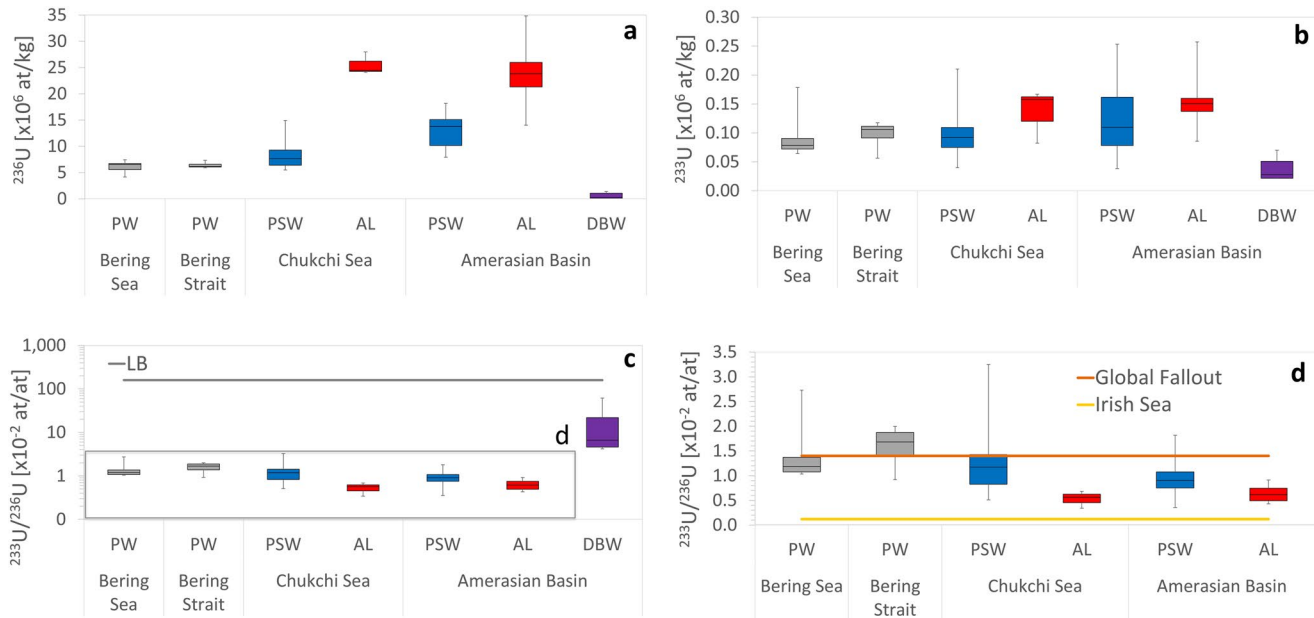 a
²³⁶U [x10⁶ at/kg]
35
30
25
20
15
10
5
0
PW PW PSW AL PSW AL DBW
Bering Sea Bering Strait Chukchi Sea Amerasian Basin
b
²³³U [x10⁶ at/kg]
0.30
0.25
0.20
0.15
0.10
0.05
0.00
PW PW PSW AL PSW AL DBW
Bering Sea Bering Strait Chukchi Sea Amerasian Basin
c
²³³U/²³⁶U [x10⁻² at/at]
1,000
100
10
1
0
LB
d
PW PW PSW AL PSW AL DBW
Bering Sea Bering Strait Chukchi Sea Amerasian Basin
d
²³³U/²³⁶U [x10⁻² at/at]
3.5
3.0
2.5
2.0
1.5
1.0
0.5
0.0
Global Fallout
Irish Sea
PW PW PSW AL PSW AL
Bering Sea Bering Strait Chukchi Sea Amerasian Basin